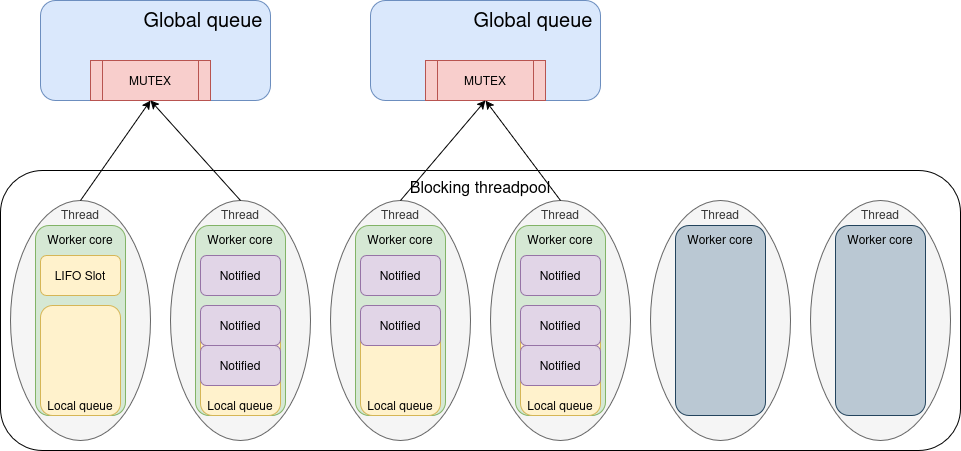 Global queue
Global queue
MUTEX
MUTEX
Blocking threadpool
Thread
Thread
Thread
Thread
Thread
Thread
Worker core
Worker core
Worker core
Worker core
Worker core
Worker core
LIFO Slot
Notified
Notified
Notified
Notified
Notified
Notified
Notified
Notified
Local queue
Local queue
Local queue
Local queue